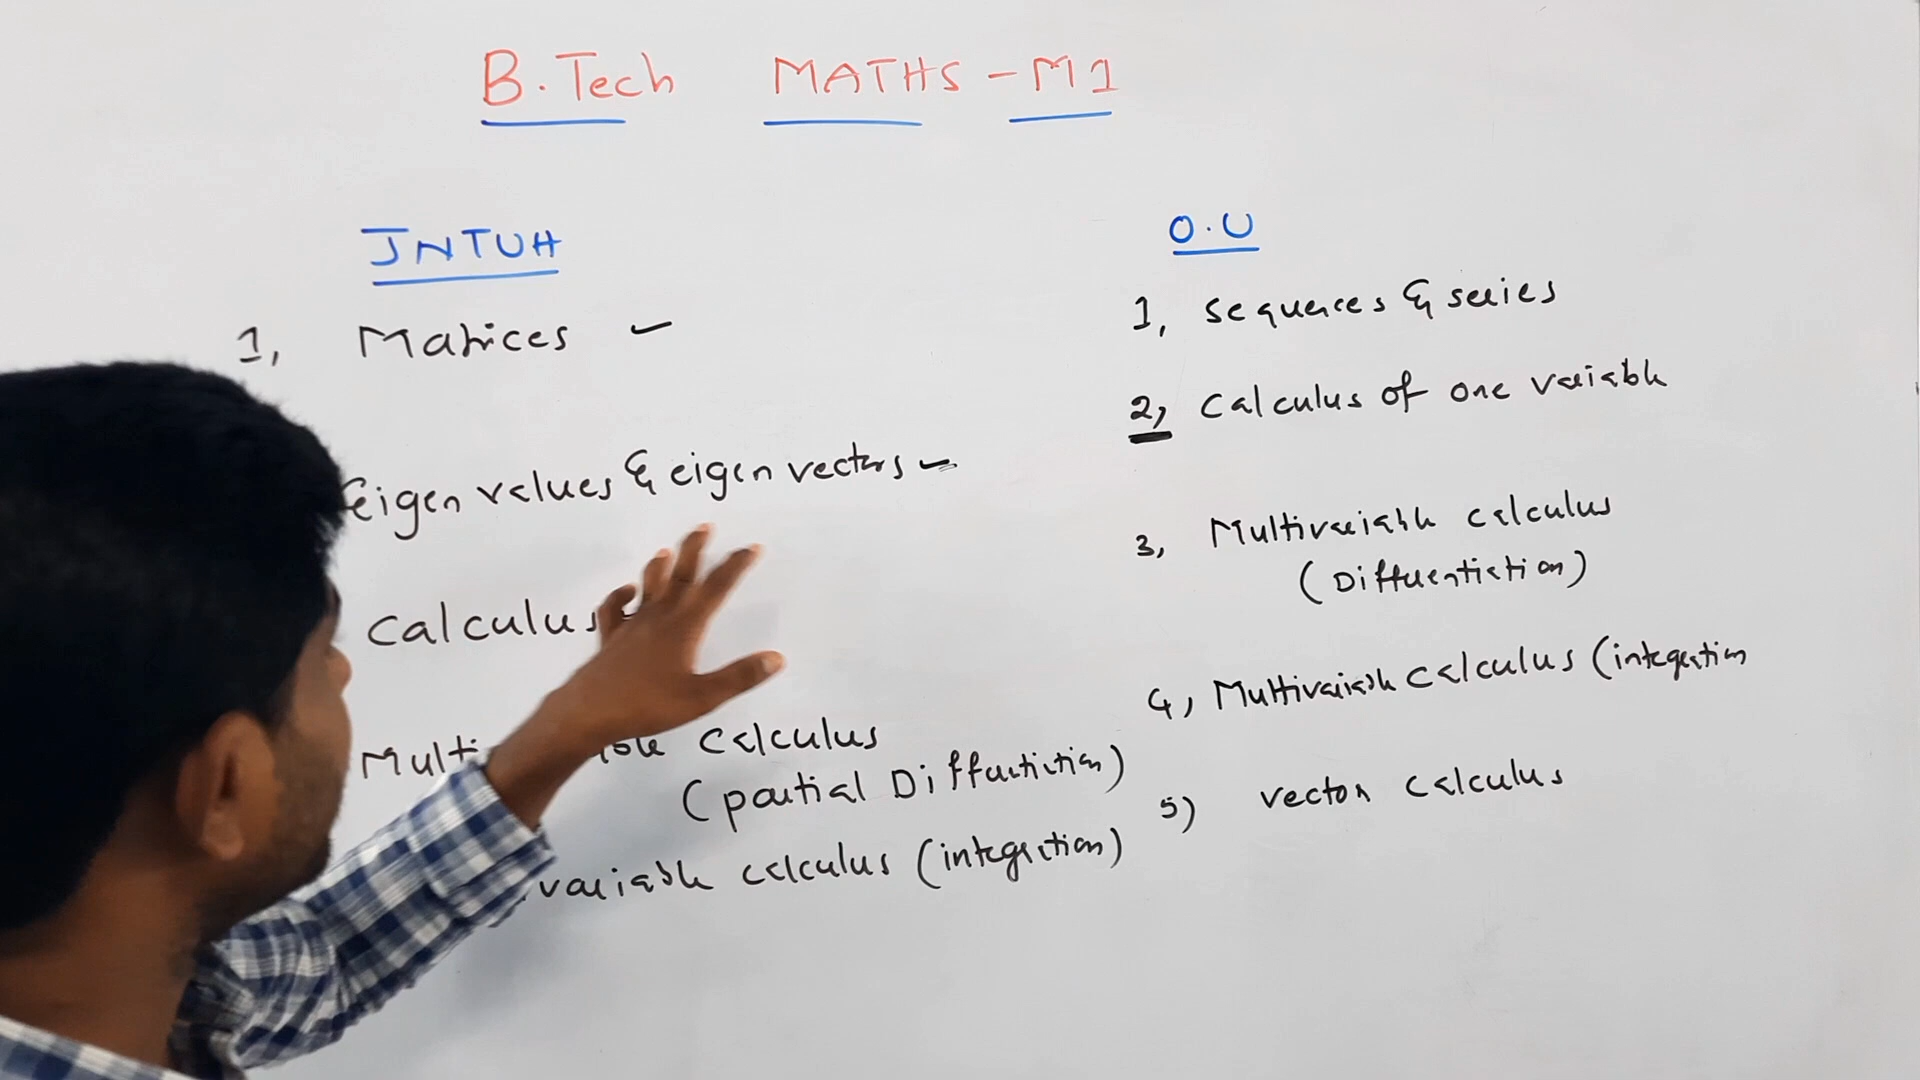 B.Tech MATHS - M1
JNTUH
1, Matrices
Eigen values & eigen vectors
Calculus
calculus
(partial Differentiation)
variable calculus (integration)
O.U
1, sequences & series
2, calculus of one variable
3, Multivariable calculus
(Differentiation)
4, Multivariable calculus (integration
5) vector calculus